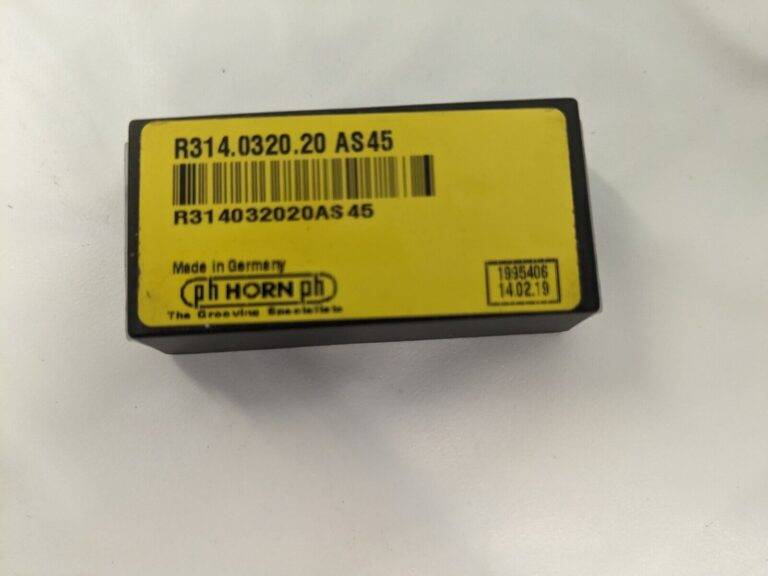 R314.0320.20 AS45
R314032020AS45
Made in Germany
ph HORN ph
The Grooving Specialists
1995406
14.02.19